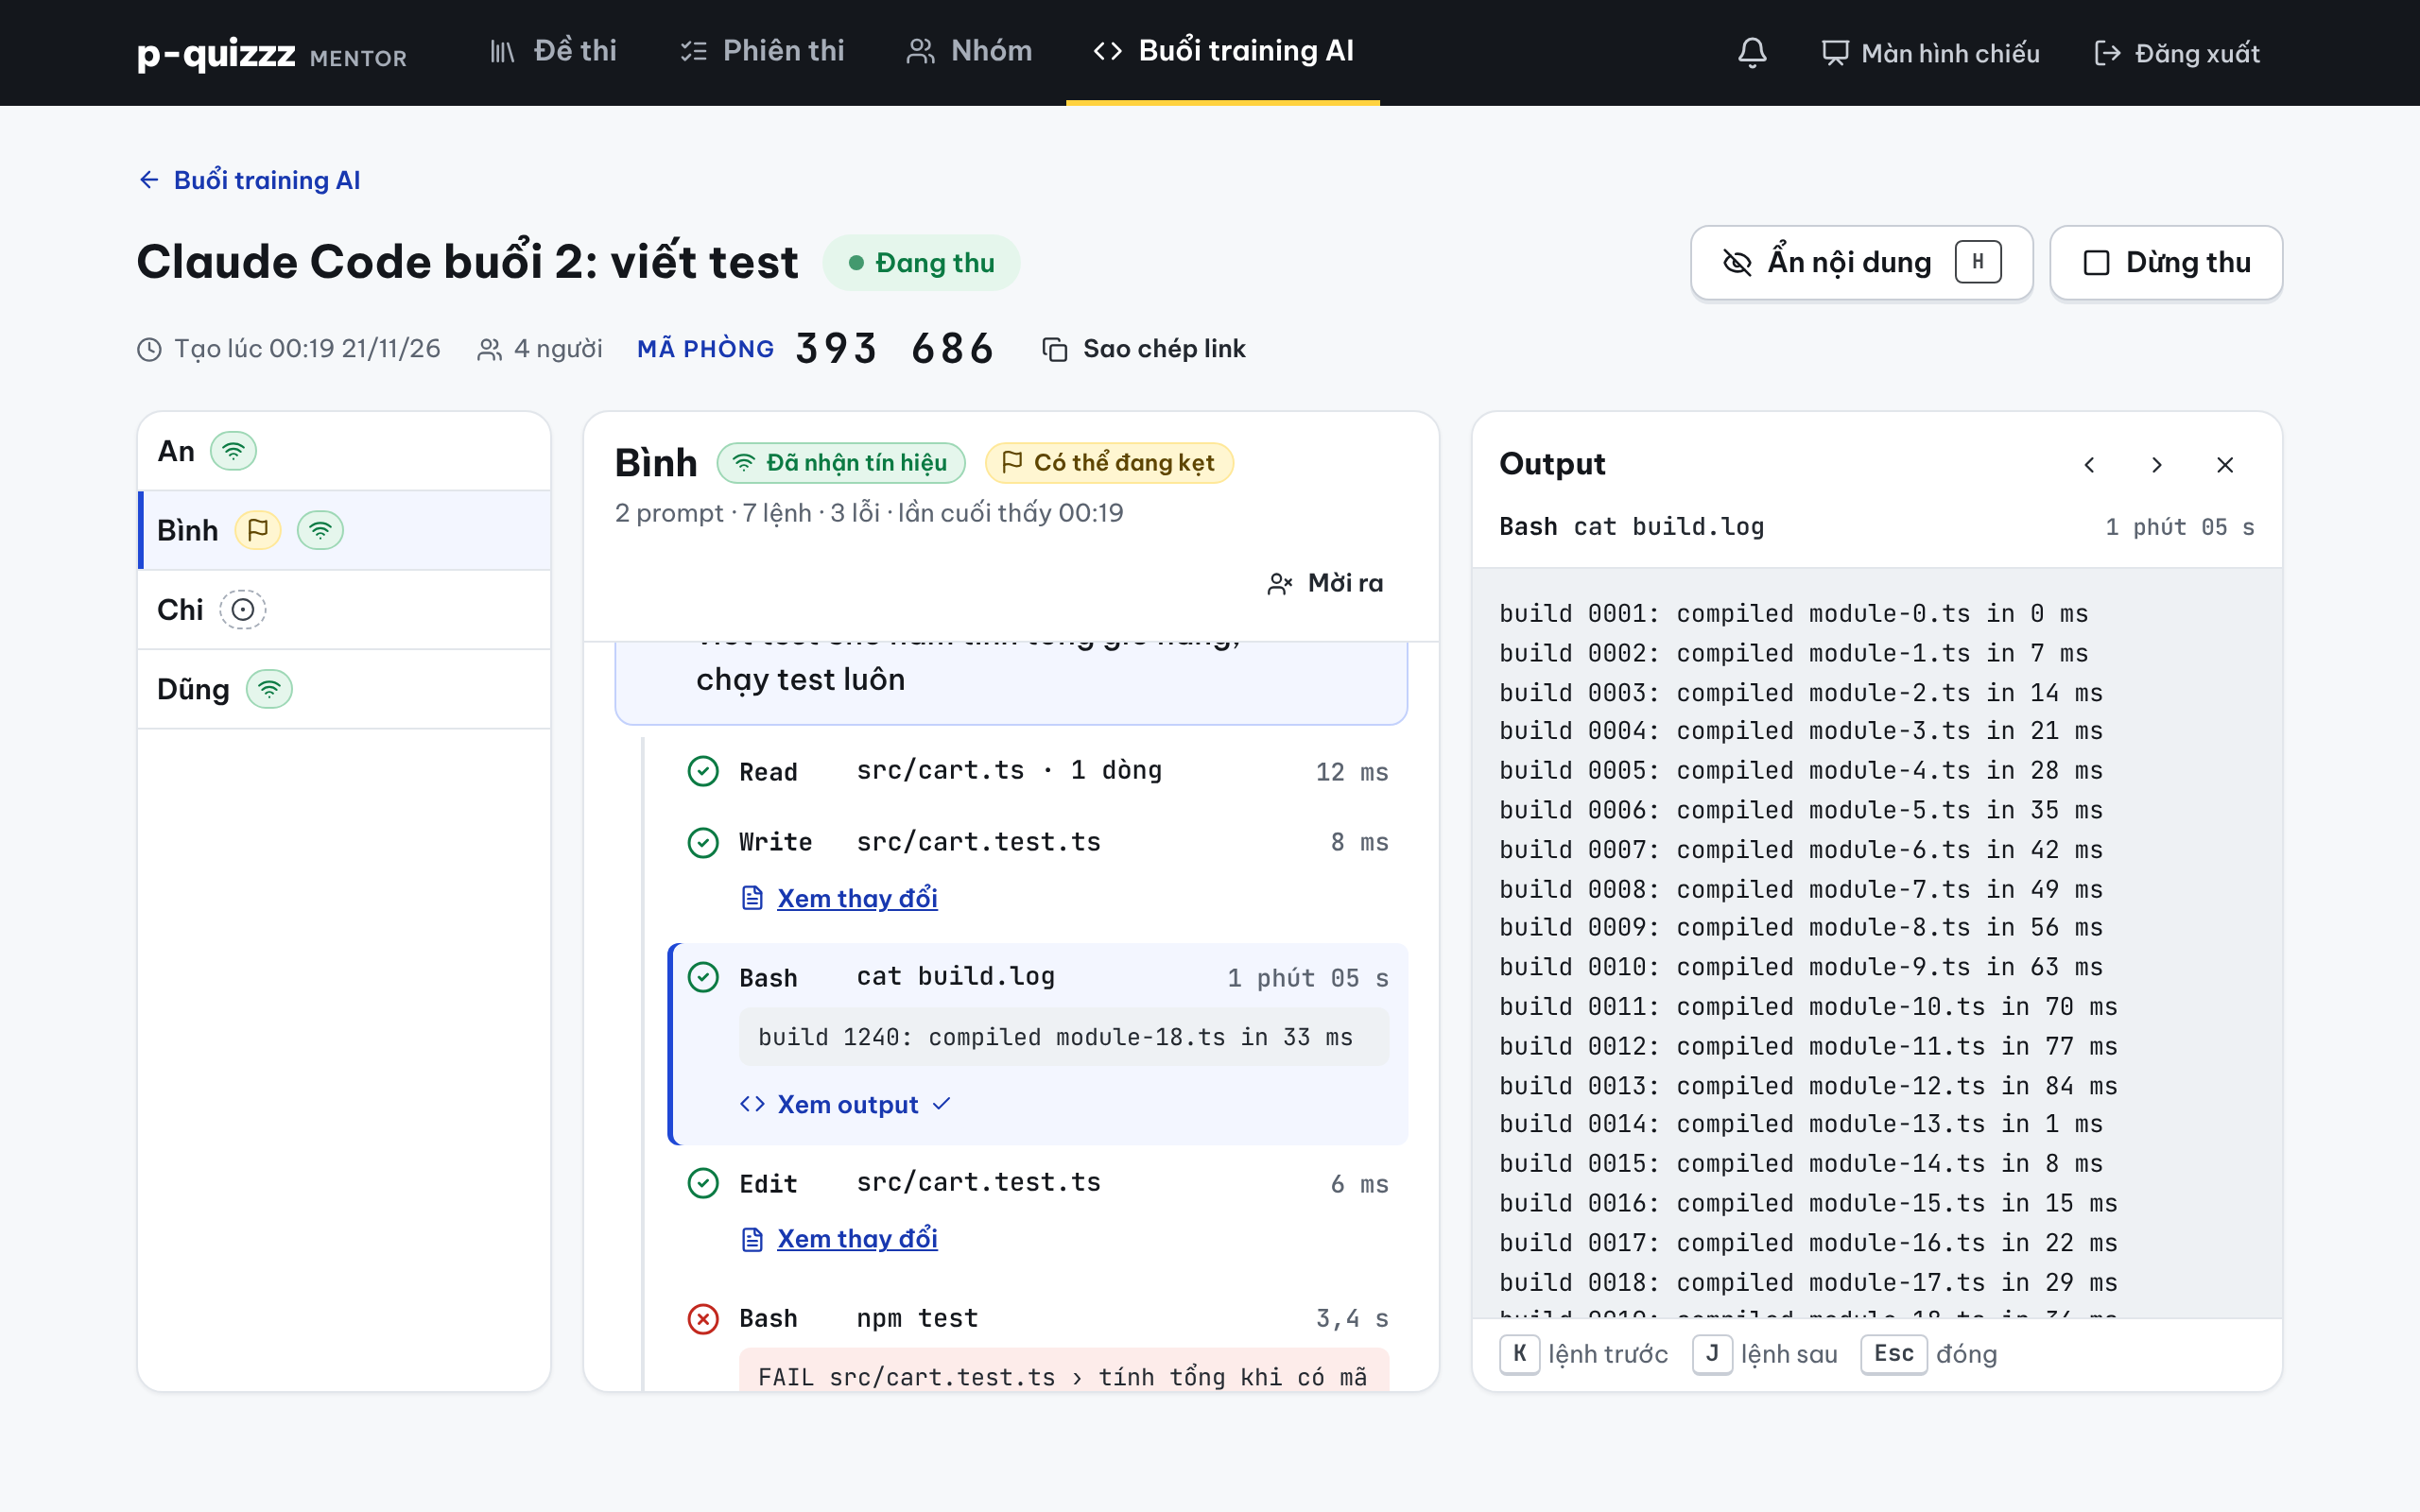 p-quizzz MENTOR
Đề thi
Phiên thi
Nhóm
Buổi training AI
Màn hình chiếu
Đăng xuất
Buổi training AI
Claude Code buổi 2: viết test
Đang thu
Ẩn nội dung H
Dừng thu
Tạo lúc 00:19 21/11/26
4 người
MÃ PHÒNG 393 686
Sao chép link
An
Bình
Chi
Dũng
Bình
Đã nhận tín hiệu
Có thể đang kẹt
2 prompt · 7 lệnh · 3 lỗi · lần cuối thấy 00:19
Mời ra
chạy test luôn
Read src/cart.ts · 1 dòng 12 ms
Write src/cart.test.ts 8 ms
Xem thay đổi
Bash cat build.log 1 phút 05 s
build 1240: compiled module-18.ts in 33 ms
Xem output
Edit src/cart.test.ts 6 ms
Xem thay đổi
Bash npm test 3,4 s
FAIL src/cart.test.ts › tính tổng khi có mã
Output
Bash cat build.log 1 phút 05 s
build 0001: compiled module-0.ts in 0 ms
build 0002: compiled module-1.ts in 7 ms
build 0003: compiled module-2.ts in 14 ms
build 0004: compiled module-3.ts in 21 ms
build 0005: compiled module-4.ts in 28 ms
build 0006: compiled module-5.ts in 35 ms
build 0007: compiled module-6.ts in 42 ms
build 0008: compiled module-7.ts in 49 ms
build 0009: compiled module-8.ts in 56 ms
build 0010: compiled module-9.ts in 63 ms
build 0011: compiled module-10.ts in 70 ms
build 0012: compiled module-11.ts in 77 ms
build 0013: compiled module-12.ts in 84 ms
build 0014: compiled module-13.ts in 1 ms
build 0015: compiled module-14.ts in 8 ms
build 0016: compiled module-15.ts in 15 ms
build 0017: compiled module-16.ts in 22 ms
build 0018: compiled module-17.ts in 29 ms
K lệnh trước J lệnh sau Esc đóng